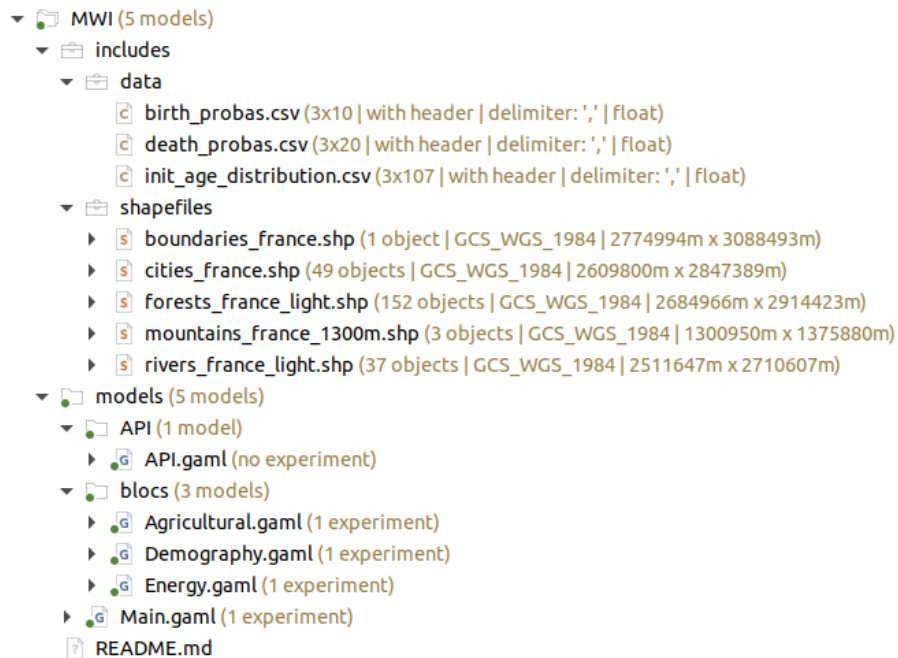 MWI (5 models)
includes
data
birth_probas.csv (3x10 | with header | delimiter: ',' | float)
death_probas.csv (3x20 | with header | delimiter: ',' | float)
init_age_distribution.csv (3x107 | with header | delimiter: ',' | float)
shapefiles
boundaries_france.shp (1 object | GCS_WGS_1984 | 2774994m x 3088493m)
cities_france.shp (49 objects | GCS_WGS_1984 | 2609800m x 2847389m)
forests_france_light.shp (152 objects | GCS_WGS_1984 | 2684966m x 2914423m)
mountains_france_1300m.shp (3 objects | GCS_WGS_1984 | 1300950m x 1375880m)
rivers_france_light.shp (37 objects | GCS_WGS_1984 | 2511647m x 2710607m)
models (5 models)
API (1 model)
API.gaml (no experiment)
blocs (3 models)
Agricultural.gaml (1 experiment)
Demography.gaml (1 experiment)
Energy.gaml (1 experiment)
Main.gaml (1 experiment)
README.md